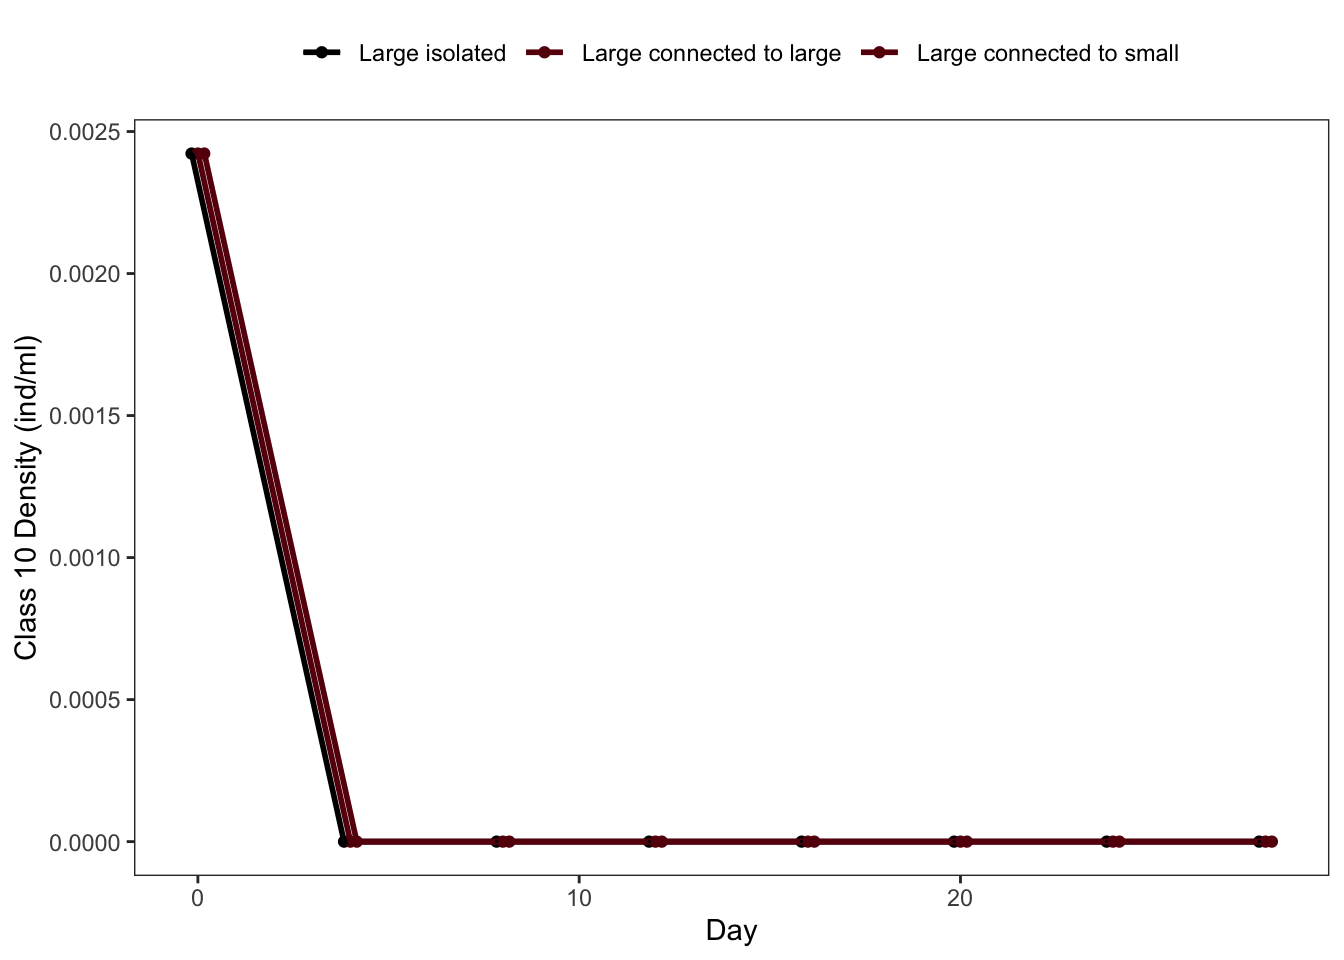 Large isolated Large connected to large Large connected to small
0.0025
0.0020
0.0015
0.0010
0.0005
0.0000
Class 10 Density (ind/ml)
0 10 20
Day